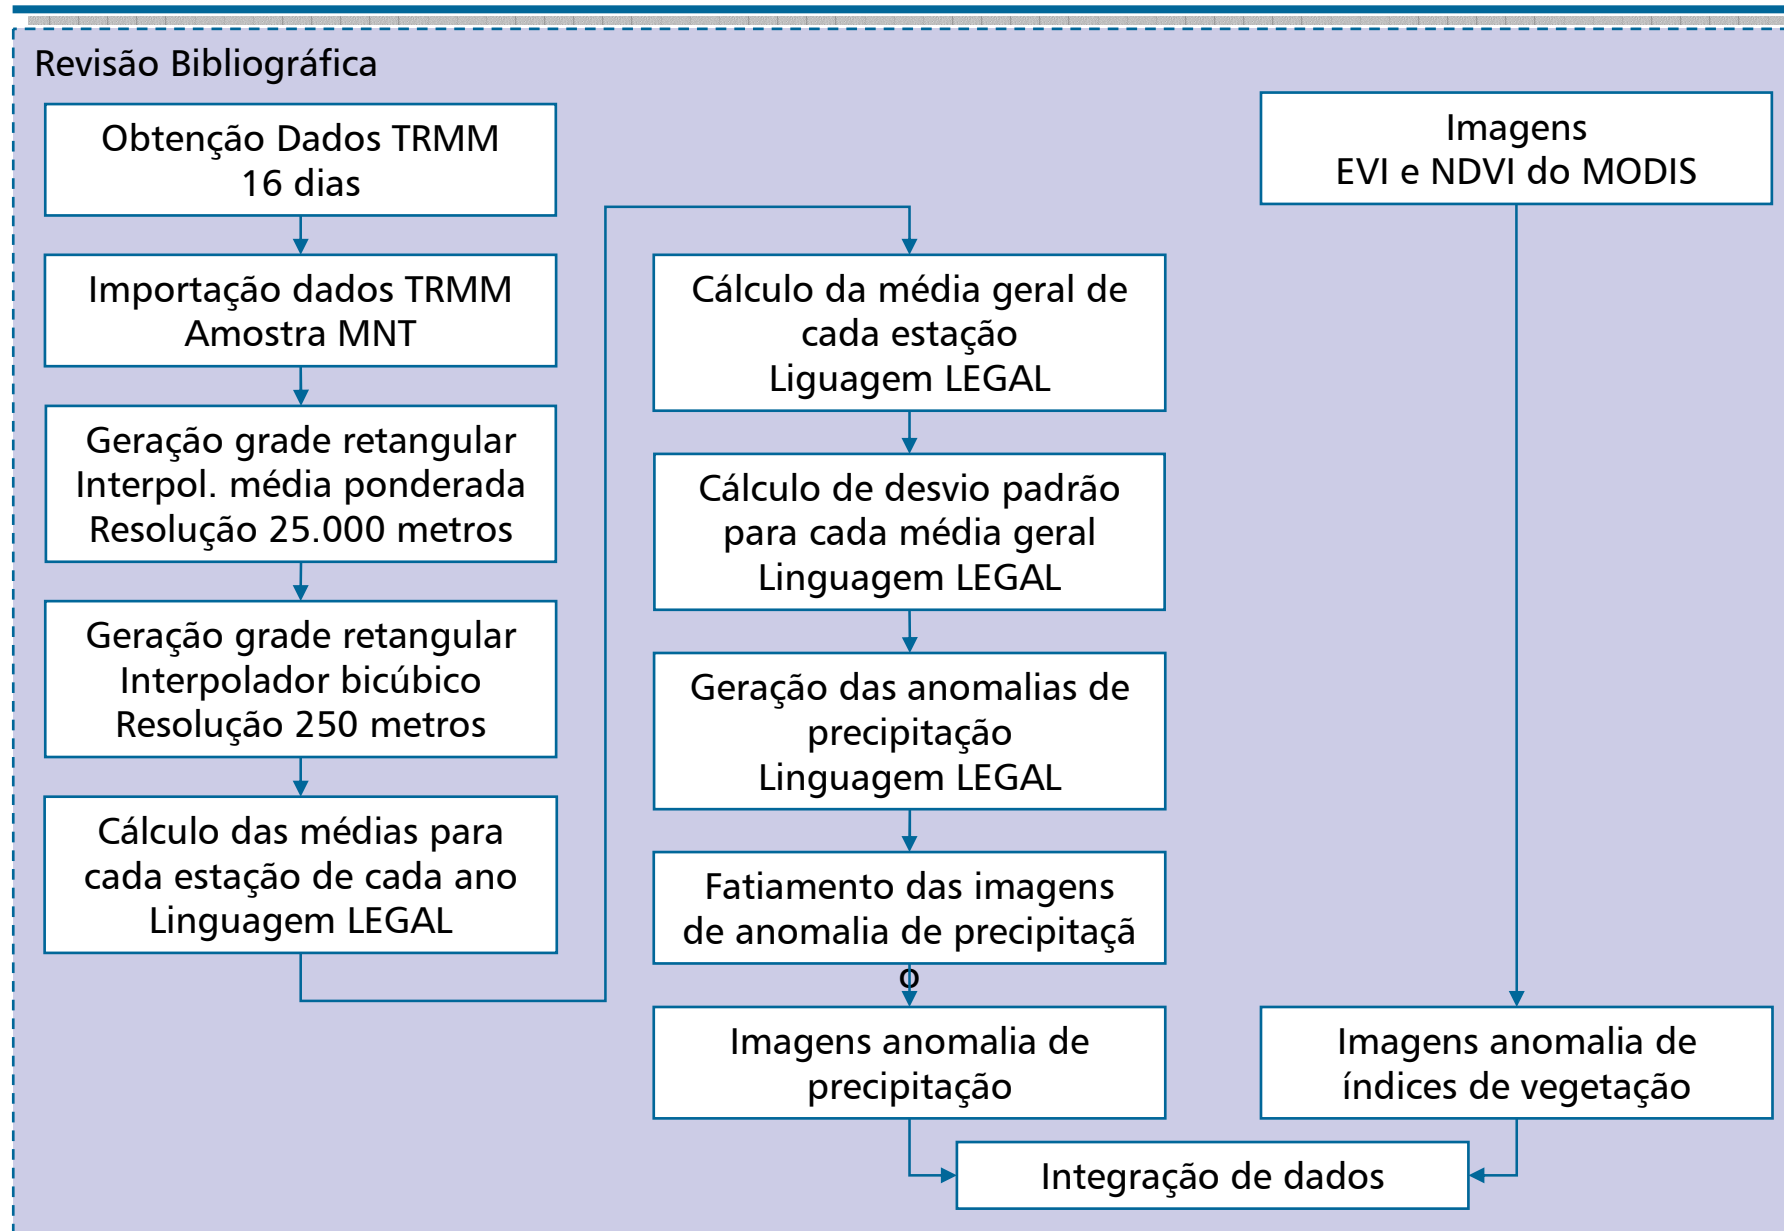 Revisão Bibliográfica
Obtenção Dados TRMM
16 dias
Importação dados TRMM
Amostra MNT
Geração grade retangular
Interpol. média ponderada
Resolução 25.000 metros
Geração grade retangular
Interpolador bicúbico
Resolução 250 metros
Cálculo das médias para
cada estação de cada ano
Linguagem LEGAL
Cálculo da média geral de
cada estação
Liguagem LEGAL
Cálculo de desvio padrão
para cada média geral
Linguagem LEGAL
Geração das anomalias de
precipitação
Linguagem LEGAL
Fatiamento das imagens
de anomalia de precipitaçã
o
Imagens anomalia de
precipitação
Imagens
EVI e NDVI do MODIS
Imagens anomalia de
índices de vegetação
Integração de dados